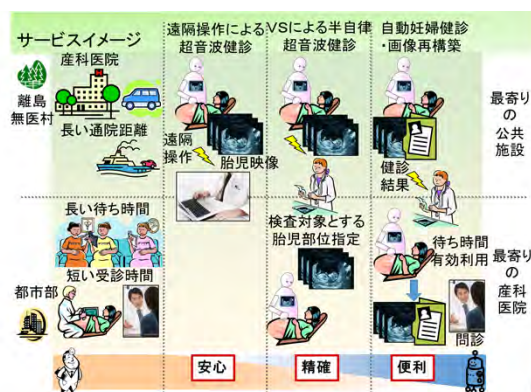 サービスイメージ
遠隔操作による
超音波健診
VSによる半自律
超音波健診
自動妊婦健診
・画像再構築
産科医院
離島
無医村
長い通院距離
遠隔
操作
胎児映像
健診
結果
最寄り
の
公共
施設
長い待ち時間
短い受診時間
都市部
検査対象とする
胎児部位指定
待ち時間
有効利用
問診
最寄り
の
産科
医院
安心
精確
便利